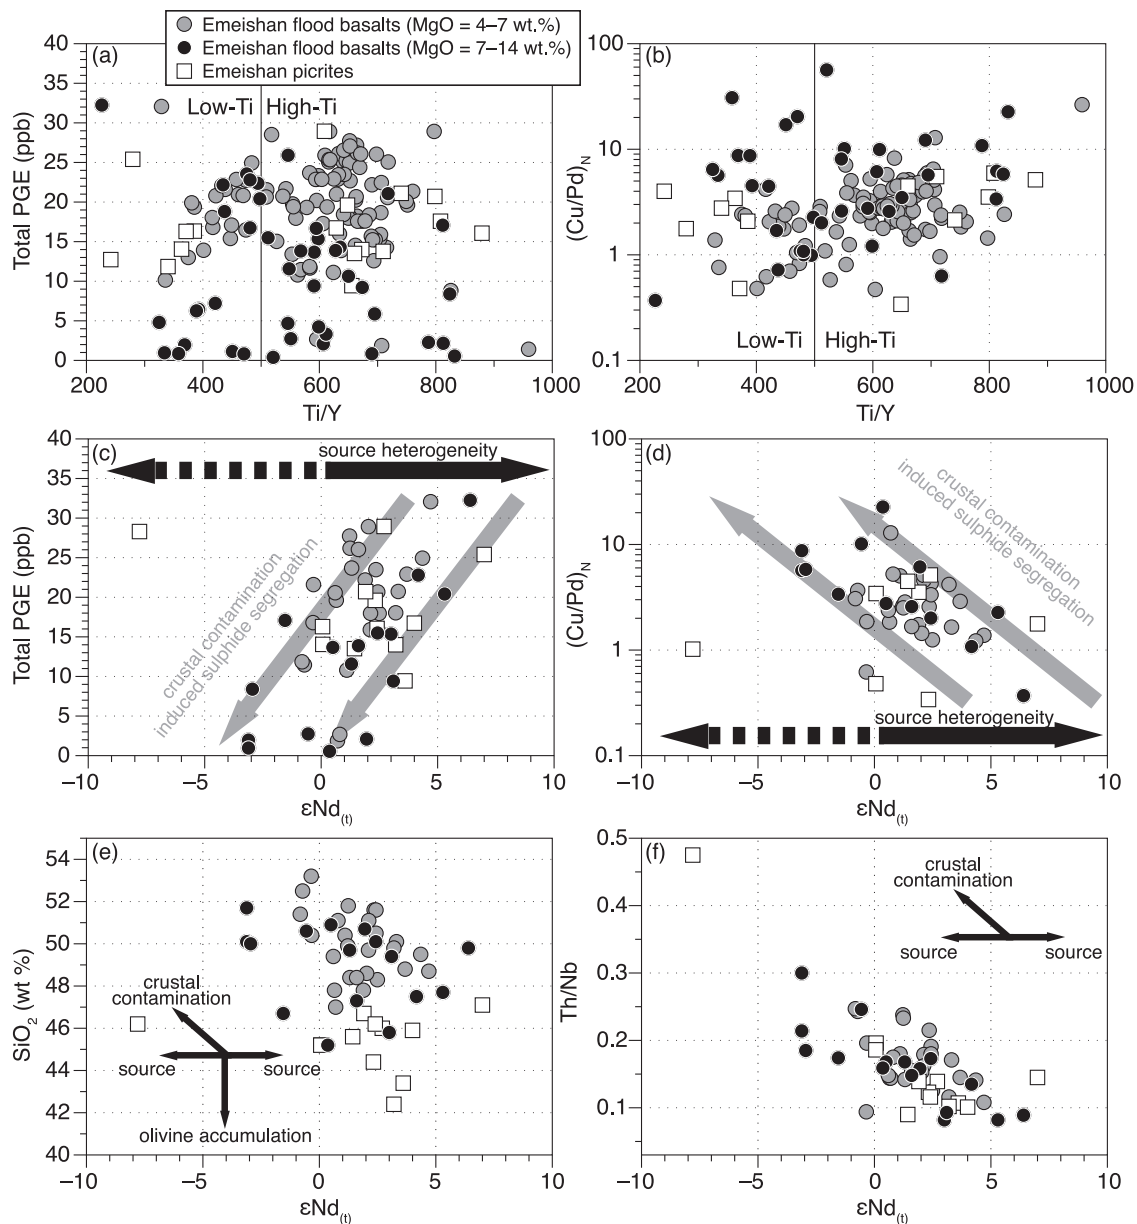 Emeishan flood basalts (MgO = 4–7 wt.%)
Emeishan flood basalts (MgO = 7–14 wt.%)
Emeishan picrites
(a)
Low-Ti
High-Ti
Total PGE (ppb)
40
35
30
25
20
15
10
5
0
200
400
600
800
1000
Ti/Y
(b)
(Cu/Pd)N
100
10
1
0.1
Low-Ti
High-Ti
200
400
600
800
1000
Ti/Y
(c)
source heterogeneity
crustal contamination
induced sulphide segregation
Total PGE (ppb)
40
35
30
25
20
15
10
5
0
−10
−5
0
5
10
εNd(t)
(d)
crustal contamination
induced sulphide segregation
source heterogeneity
(Cu/Pd)N
100
10
1
0.1
−10
−5
0
5
10
εNd(t)
(e)
SiO2 (wt %)
54
52
50
48
46
44
42
40
crustal
contamination
source
source
olivine accumulation
−10
−5
0
5
10
εNd(t)
(f)
Th/Nb
0.5
0.4
0.3
0.2
0.1
crustal
contamination
source
source
−10
−5
0
5
10
εNd(t)